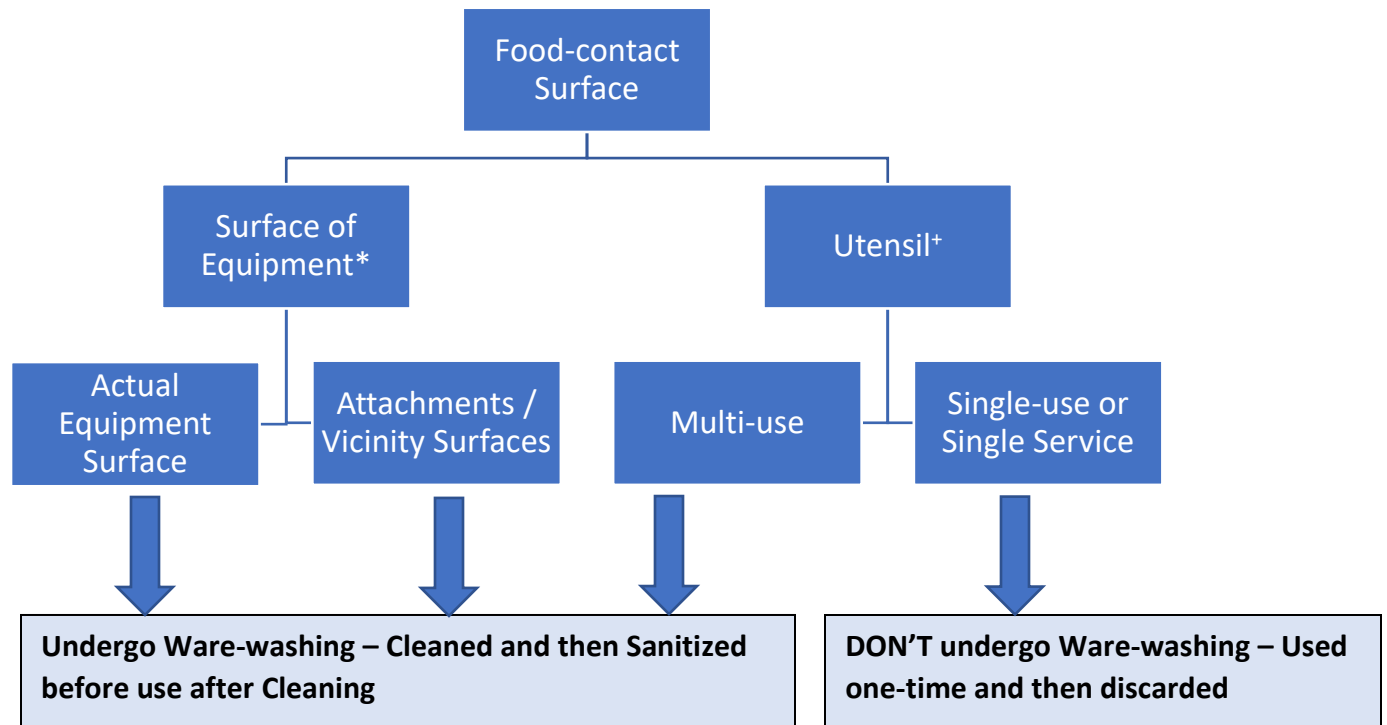 Food-contact
Surface
Surface of
Equipment*
Utensil⁺
Actual
Equipment
Surface
Attachments /
Vicinity Surfaces
Multi-use
Single-use or
Single Service
Undergo Ware-washing – Cleaned and then Sanitized
before use after Cleaning
DON’T undergo Ware-washing – Used
one-time and then discarded